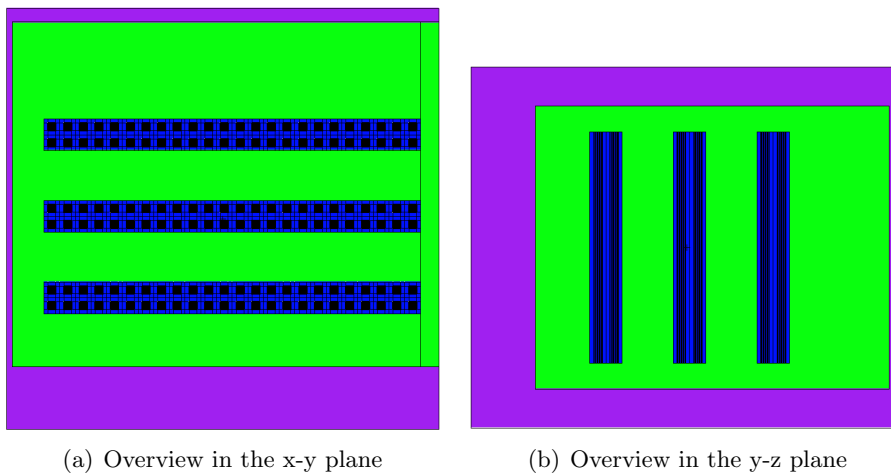 (a) Overview in the x-y plane
(b) Overview in the y-z plane